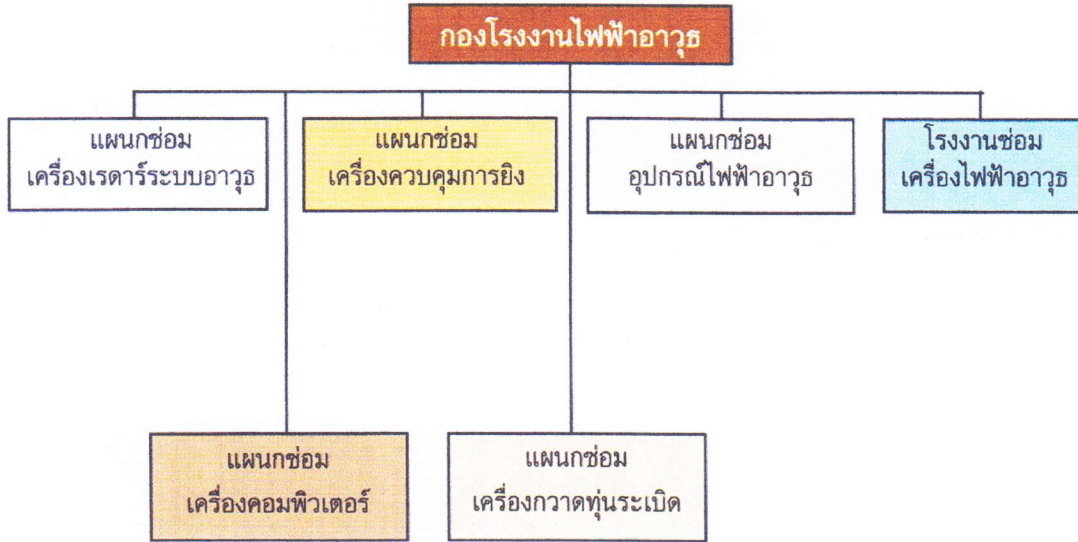 กองโรงงานไฟฟ้าอาวุธ
แผนกซ่อม
เครื่องเรดาร์ระบบอาวุธ
แผนกซ่อม
เครื่องควบคุมการยิง
แผนกซ่อม
อุปกรณ์ไฟฟ้าอาวุธ
โรงงานซ่อม
เครื่องไฟฟ้าอาวุธ
แผนกซ่อม
เครื่องคอมพิวเตอร์
แผนกซ่อม
เครื่องกวาดทุ่นระเบิด